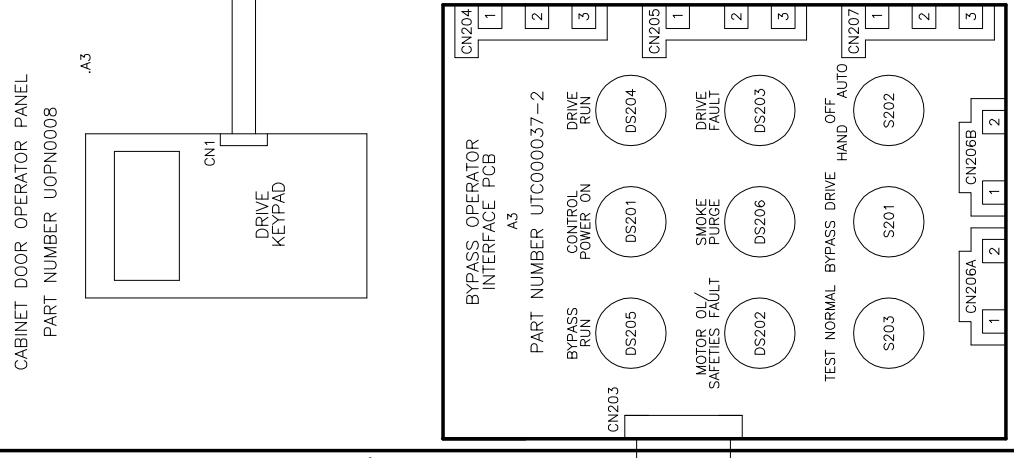 CABINET DOOR OPERATOR PANEL
PART NUMBER UOPN0008
.A3
CN1
DRIVE
KEYPAD
BYPASS OPERATOR
INTERFACE PCB
A3
PART NUMBER UTC000037-2
CN204
1
2
3
CN205
1
2
3
CN207
1
2
3
BYPASS
RUN
DS205
CONTROL
POWER ON
DS201
DRIVE
RUN
DS204
MOTOR OL/
SAFETIES FAULT
DS202
SMOKE
PURGE
DS206
DRIVE
FAULT
DS203
TEST NORMAL
S203
BYPASS DRIVE
S201
HAND OFF AUTO
S202
CN203
CN206A
1
2
CN206B
1
2